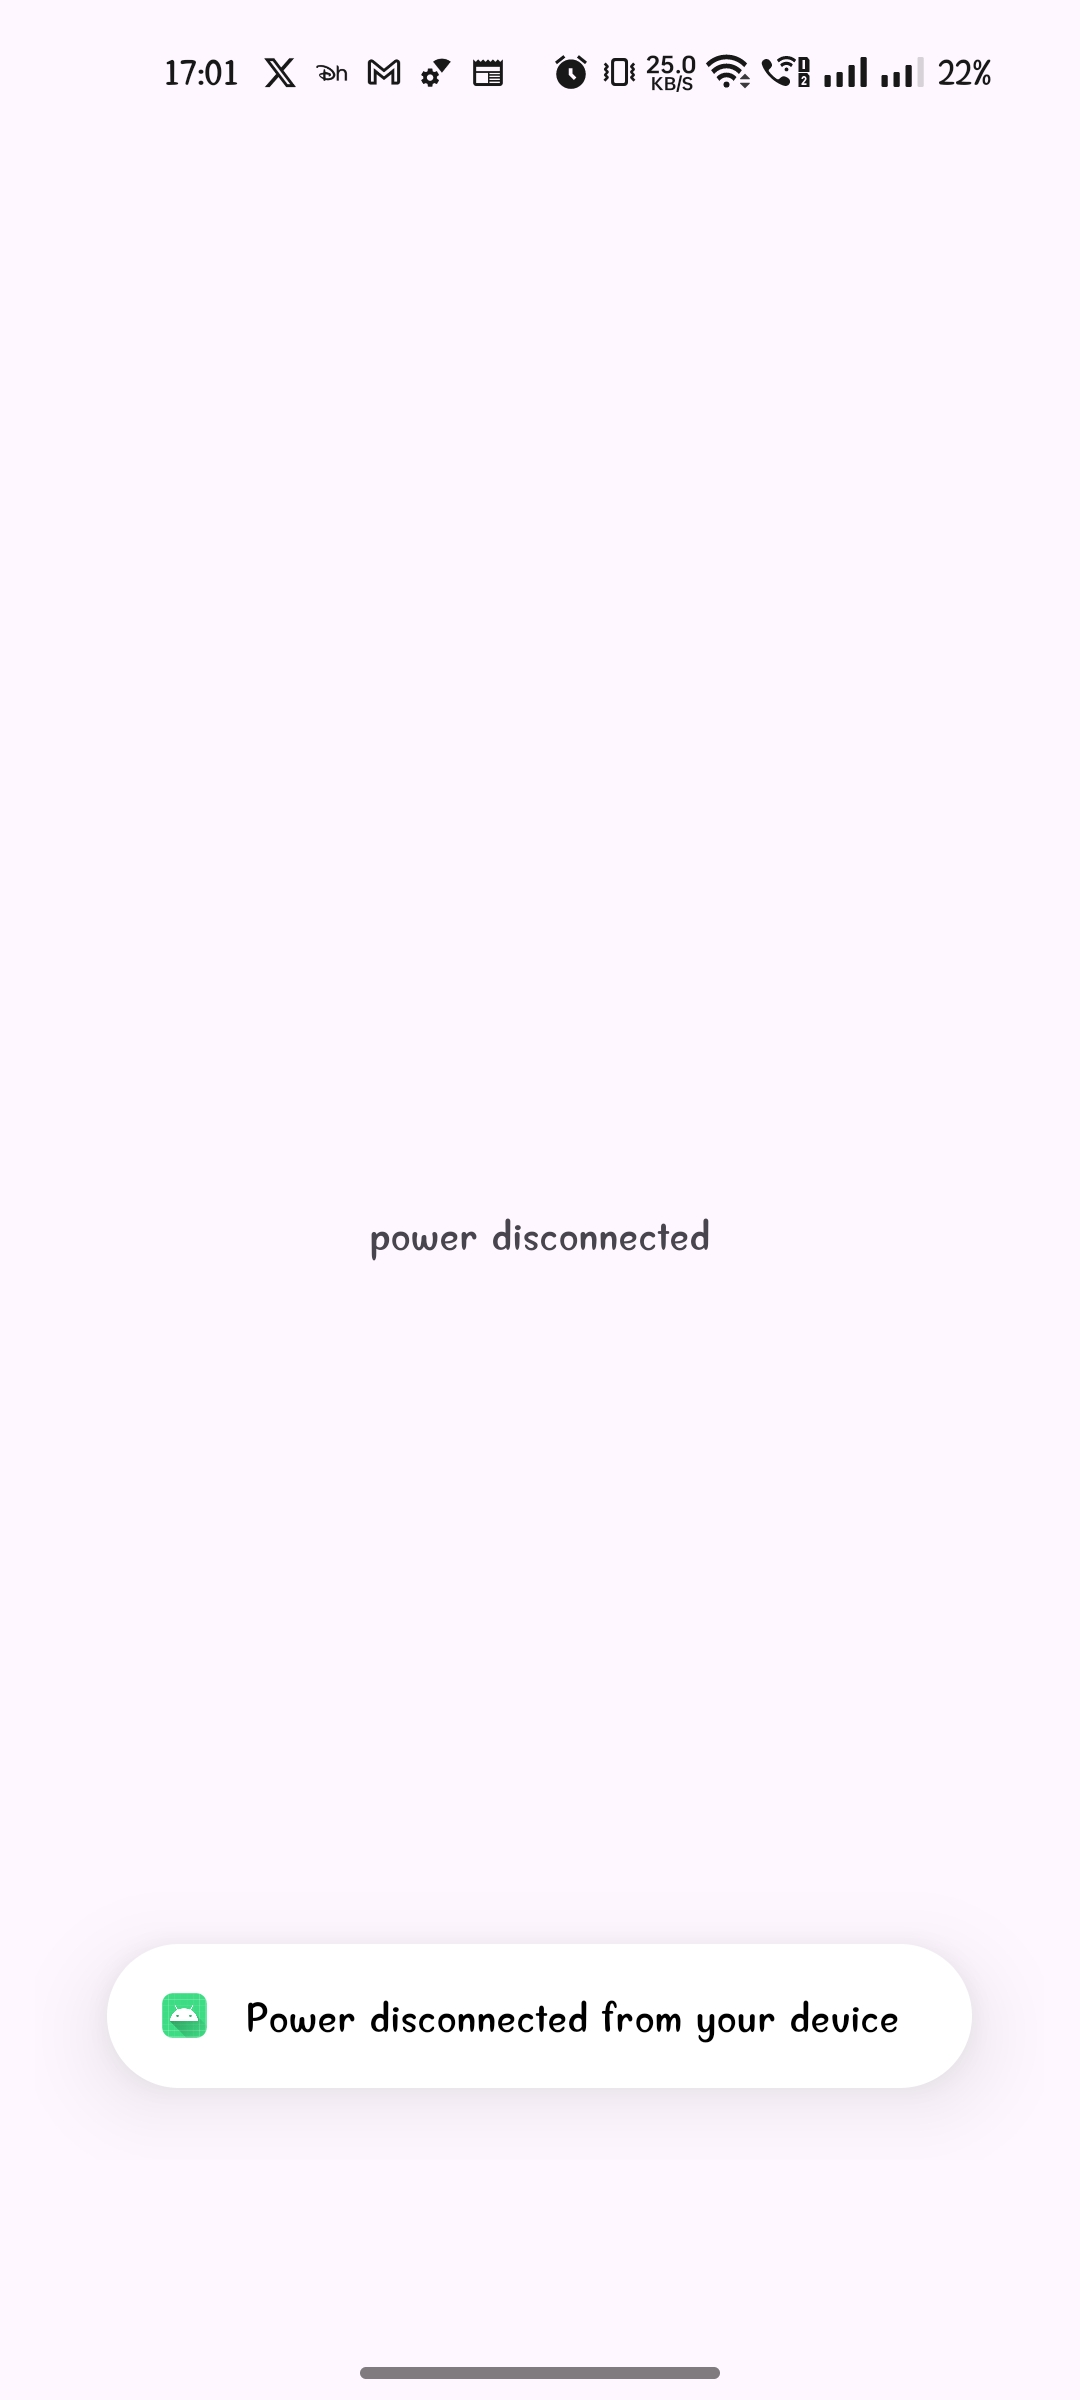 17:01 25.0 KB/S 22%
power disconnected
Power disconnected from your device